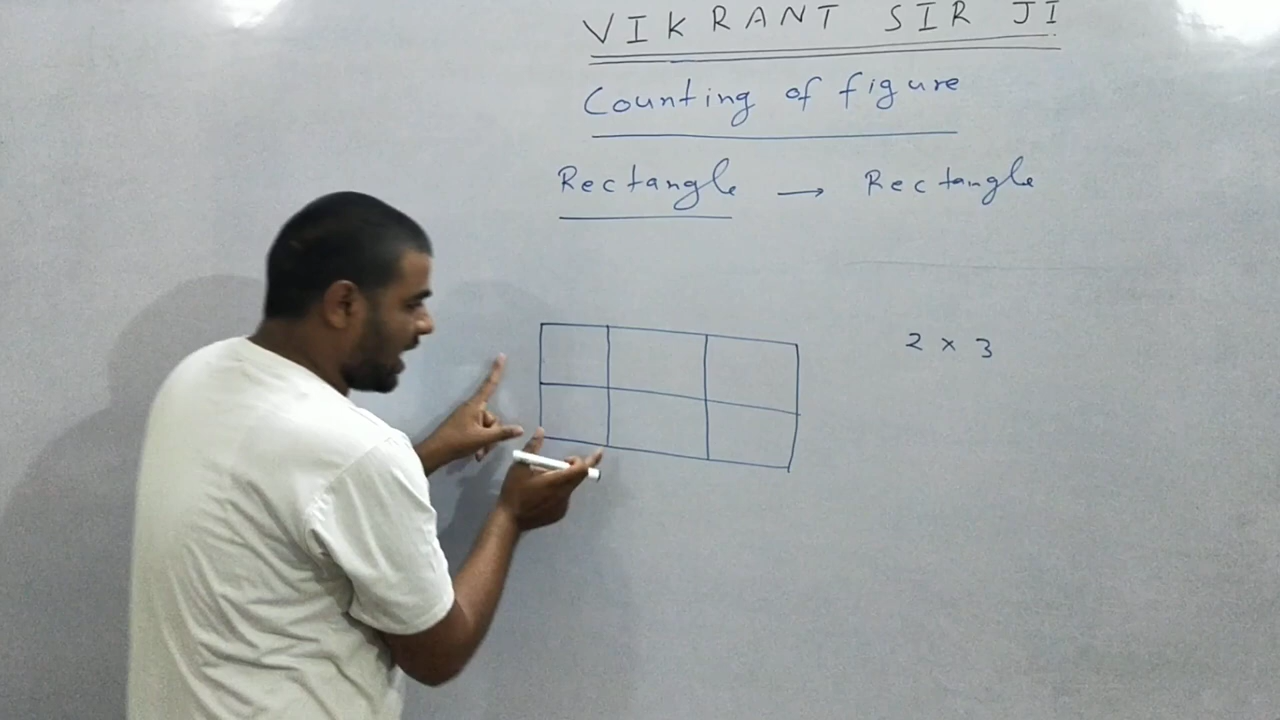 VIKRANT SIR JI
Counting of figure
Rectangle → Rectangle
2 × 3